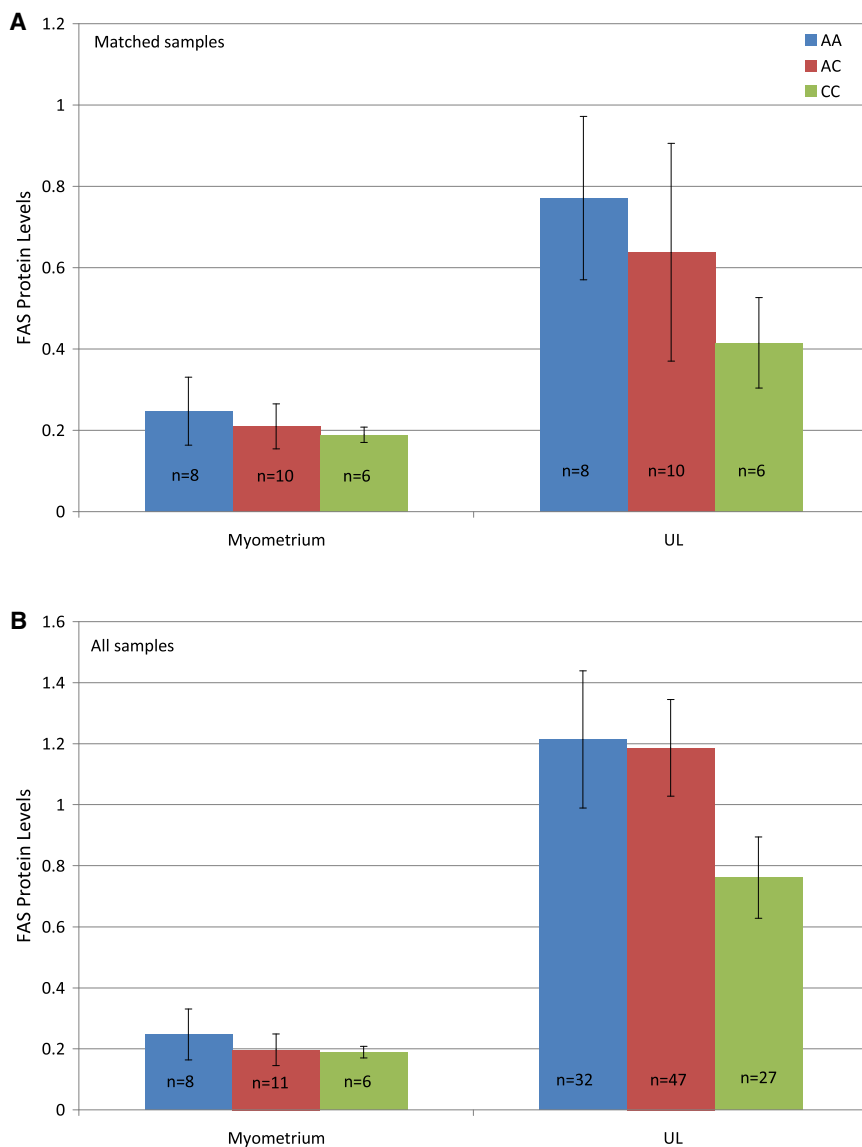 A
Matched samples
AA
AC
CC
FAS Protein Levels
1.2
1
0.8
0.6
0.4
0.2
0
n=8
n=10
n=6
n=8
n=10
n=6
Myometrium
UL
B
All samples
FAS Protein Levels
1.6
1.4
1.2
1
0.8
0.6
0.4
0.2
0
n=8
n=11
n=6
n=32
n=47
n=27
Myometrium
UL